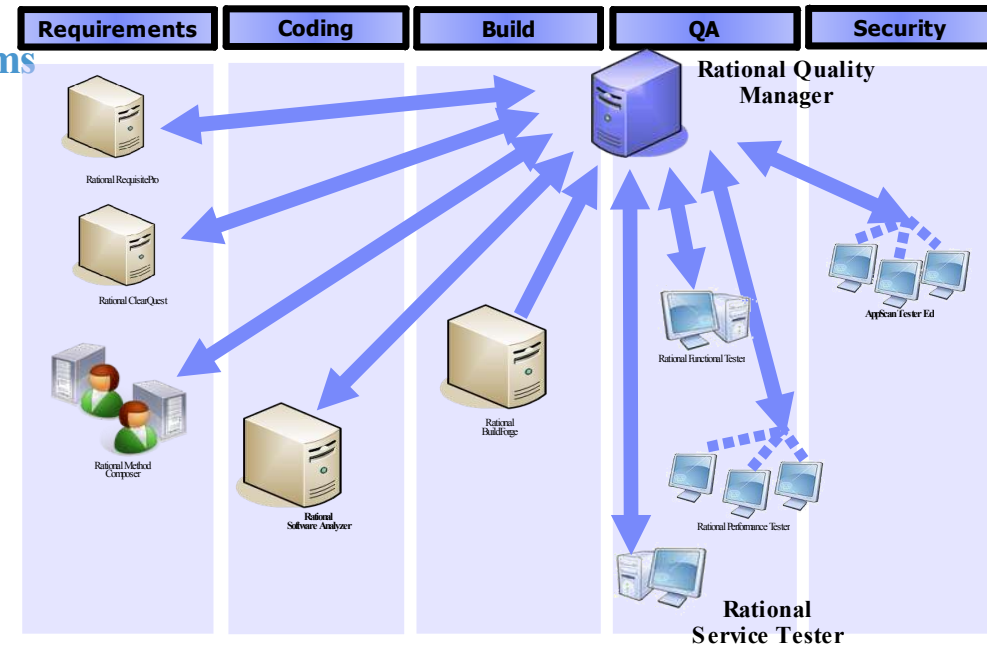 Requirements
Coding
Build
QA
Security
ms
Rational Quality
Manager
Rational RequisitePro
Rational ClearQuest
AppScan Tester Ed
Rational Functional Tester
Rational
BuildForge
Rational Method
Composer
Rational
Software Analyzer
Rational Performance Tester
Rational
Service Tester